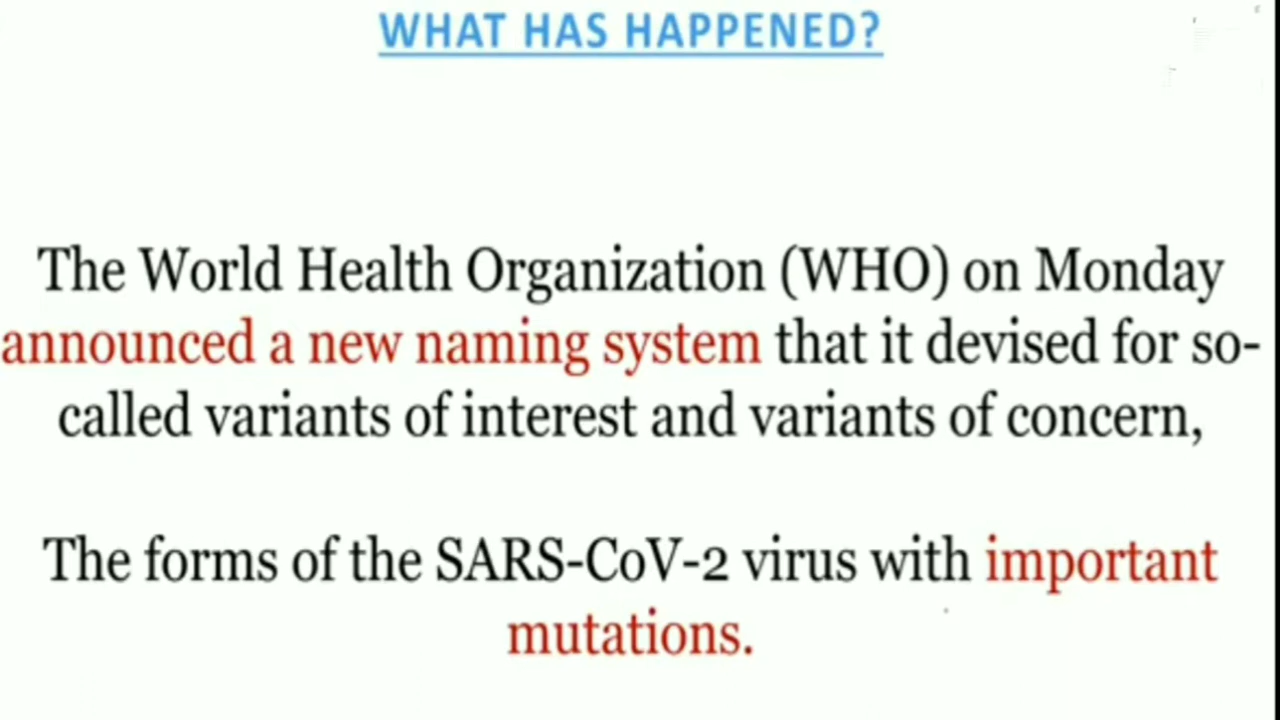 WHAT HAS HAPPENED?
The World Health Organization (WHO) on Monday
announced a new naming system that it devised for so-
called variants of interest and variants of concern,
The forms of the SARS-CoV-2 virus with important
mutations.